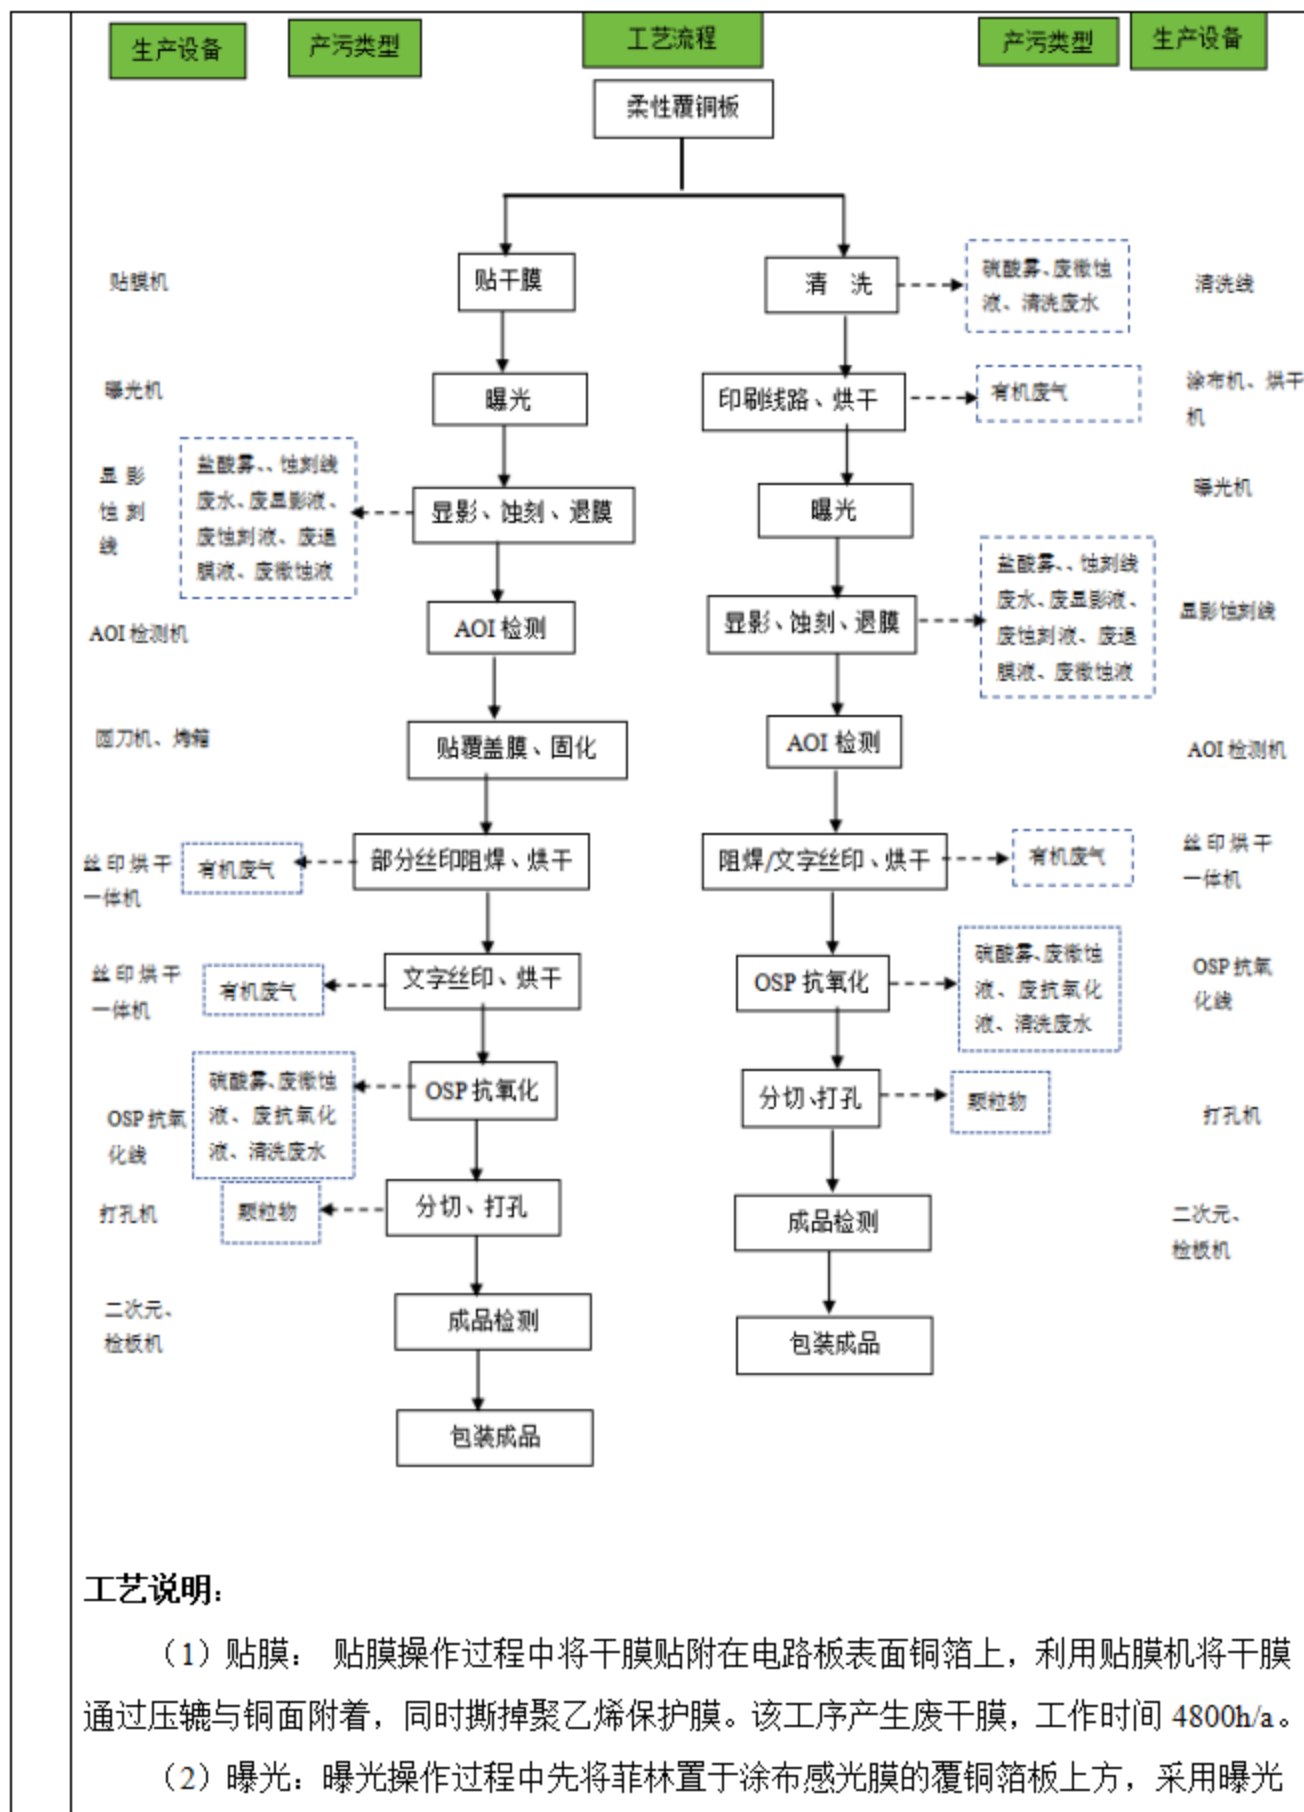 生产设备 产污类型 工艺流程 产污类型 生产设备
柔性覆铜板
贴膜机
贴干膜
清 洗
硫酸雾、废微蚀
液、清洗废水
清洗线
曝光机
曝光
印刷线路、烘干
有机废气
涂布机、烘干
机
显影
蚀刻
线
盐酸雾、、蚀刻线
废水、废显影液、
废蚀刻液、废退
膜液、废微蚀液
显影、蚀刻、退膜
曝光
曝光机
AOI 检测机
AOI 检测
显影、蚀刻、退膜
盐酸雾、、蚀刻线
废水、废显影液、
废蚀刻液、废退
膜液、废微蚀液
显影蚀刻线
圆刀机、烤箱
贴覆盖膜、固化
AOI 检测
AOI 检测机
丝印烘干
一体机
有机废气
部分丝印阻焊、烘干
阻焊/文字丝印、烘干
有机废气
丝印烘干
一体机
丝印烘干
一体机
有机废气
文字丝印、烘干
OSP 抗氧化
硫酸雾、废微蚀
液、废抗氧化
液、清洗废水
OSP 抗氧
化线
OSP 抗氧
化线
硫酸雾、废微蚀
液、废抗氧化
液、清洗废水
OSP 抗氧化
分切、打孔
颗粒物
打孔机
打孔机
颗粒物
分切、打孔
成品检测
二次元、
检板机
二次元、
检板机
成品检测
包装成品
包装成品
工艺说明：
（1）贴膜： 贴膜操作过程中将干膜贴附在电路板表面铜箔上，利用贴膜机将干膜
通过压辘与铜面附着，同时撕掉聚乙烯保护膜。该工序产生废干膜，工作时间 4800h/a。
（2）曝光：曝光操作过程中先将菲林置于涂布感光膜的覆铜箔板上方，采用曝光